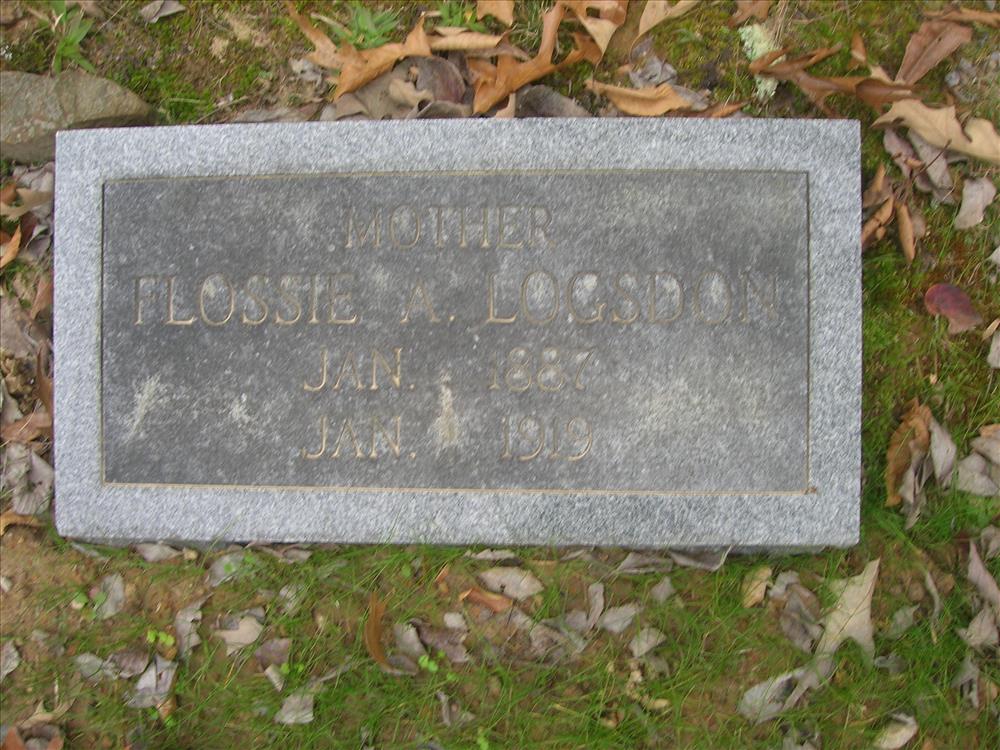 MOTHER
FLOSSIE A. LOGSDON
JAN. 1887
JAN. 1919